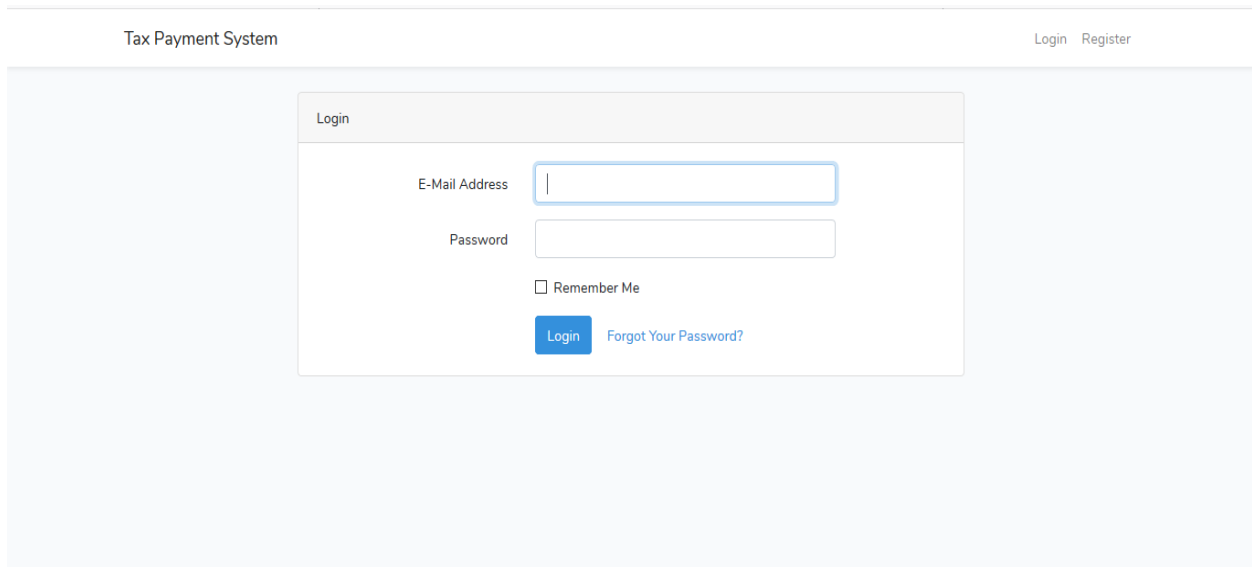 Tax Payment System Login Register
Login
E-Mail Address
Password
Remember Me
Login Forgot Your Password?